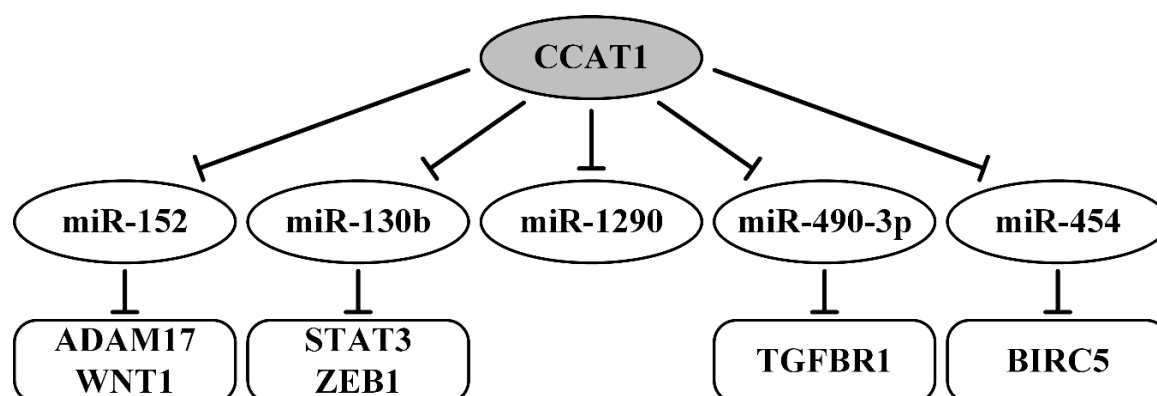 CCAT1
miR-152
miR-130b
miR-1290
miR-490-3p
miR-454
ADAM17
WNT1
STAT3
ZEB1
TGFBR1
BIRC5